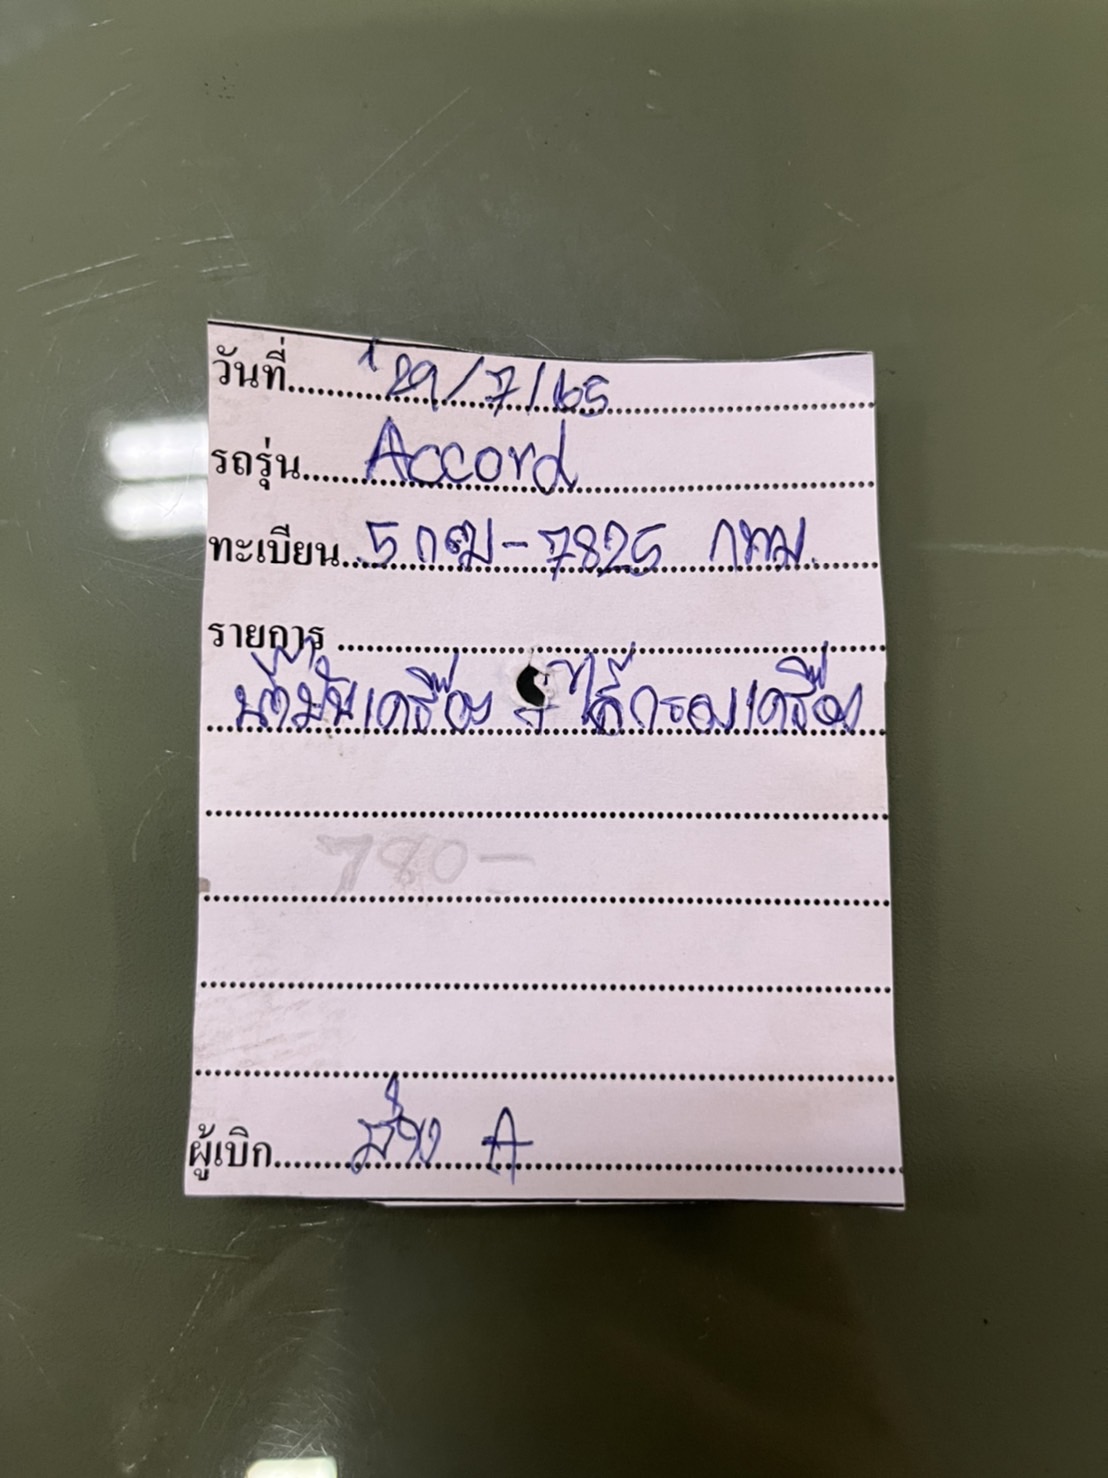 วันที่ 29/7/65
รถรุ่น Accord
ทะเบียน 5กฒ-7825 กทม.
รายการ
น้ำมันเครื่อง ไส้กรองเครื่อง
780-
ผู้เบิก A